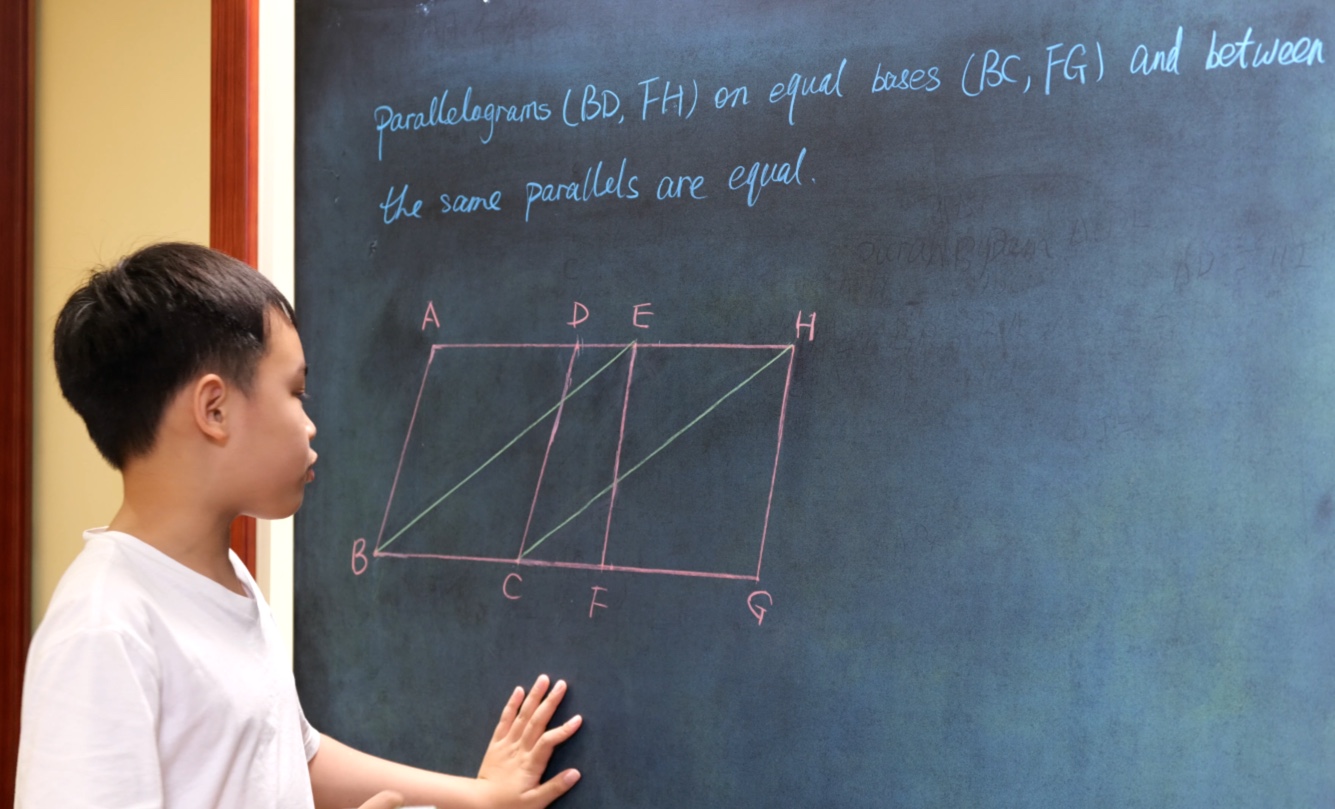 Parallelograms (BD, FH) on equal bases (BC, FG) and between
the same parallels are equal.
A D E H
B C F G